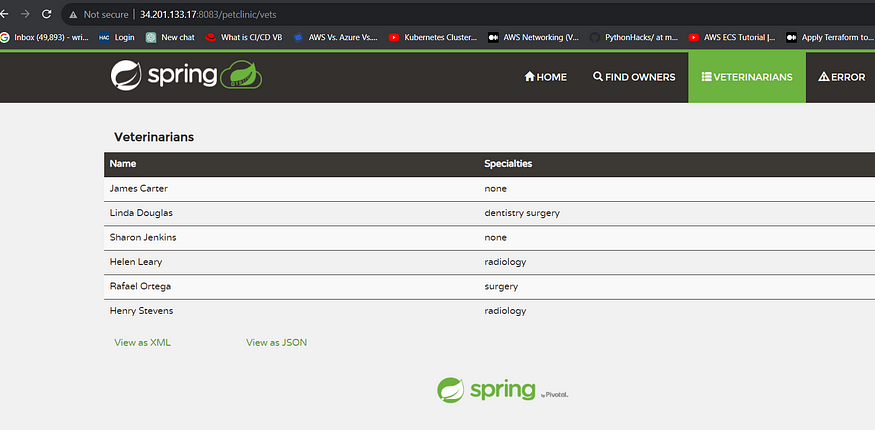 Not secure | 34.201.133.17:8083/petclinic/vets
Inbox (49,893) - wri... HAC Login New chat What is CI/CD VB AWS Vs. Azure Vs.... Kubernetes Cluster... AWS Networking (V... PythonHacks/ at m... AWS ECS Tutorial |... Apply Terraform to...
spring HOME FIND OWNERS VETERINARIANS ERROR
Veterinarians
Name Specialties
James Carter none
Linda Douglas dentistry surgery
Sharon Jenkins none
Helen Leary radiology
Rafael Ortega surgery
Henry Stevens radiology
View as XML View as JSON
spring by Pivotal.